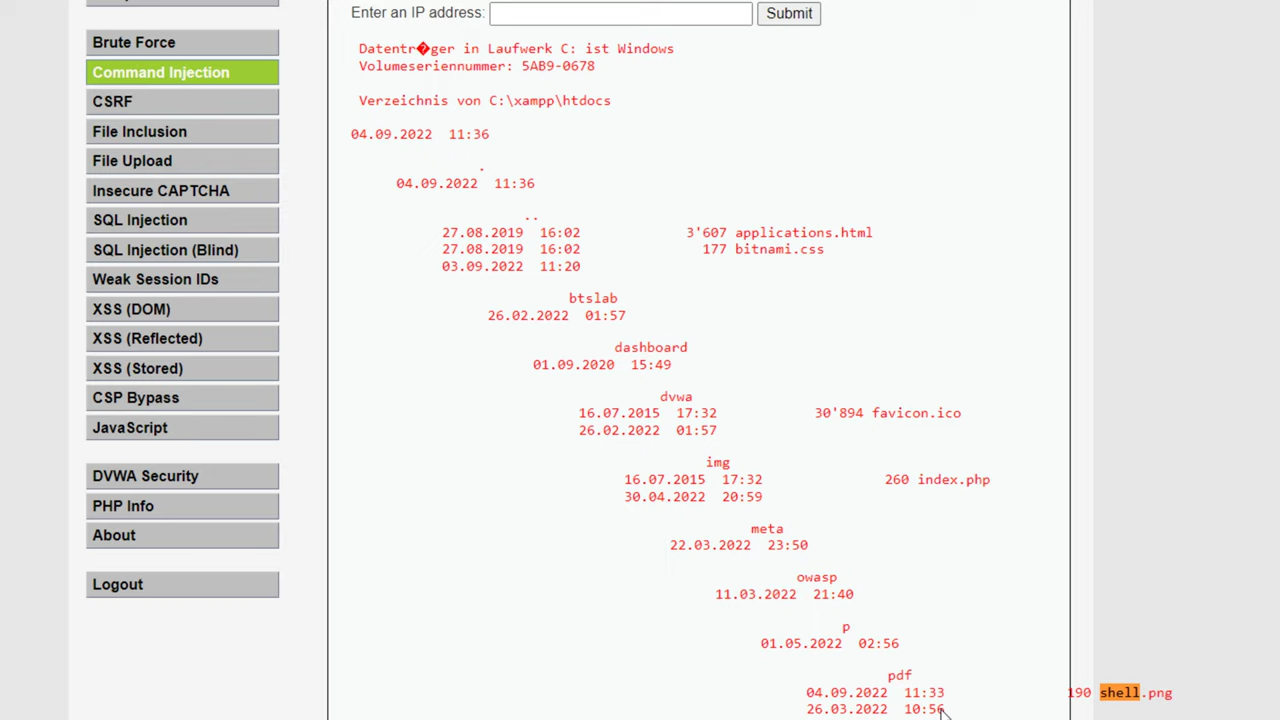 Enter an IP address:
Submit
Brute Force
Command Injection
CSRF
File Inclusion
File Upload
Insecure CAPTCHA
SQL Injection
SQL Injection (Blind)
Weak Session IDs
XSS (DOM)
XSS (Reflected)
XSS (Stored)
CSP Bypass
JavaScript
DVWA Security
PHP Info
About
Logout
Datentr�ger in Laufwerk C: ist Windows
Volumeseriennummer: 5AB9-0678
Verzeichnis von C:\xampp\htdocs
04.09.2022 11:36
.
04.09.2022 11:36
..
27.08.2019 16:02 3'607 applications.html
27.08.2019 16:02 177 bitnami.css
03.09.2022 11:20
btslab
26.02.2022 01:57
dashboard
01.09.2020 15:49
dvwa
16.07.2015 17:32 30'894 favicon.ico
26.02.2022 01:57
img
16.07.2015 17:32 260 index.php
30.04.2022 20:59
meta
22.03.2022 23:50
owasp
11.03.2022 21:40
p
01.05.2022 02:56
pdf
04.09.2022 11:33 190 shell.png
26.03.2022 10:56